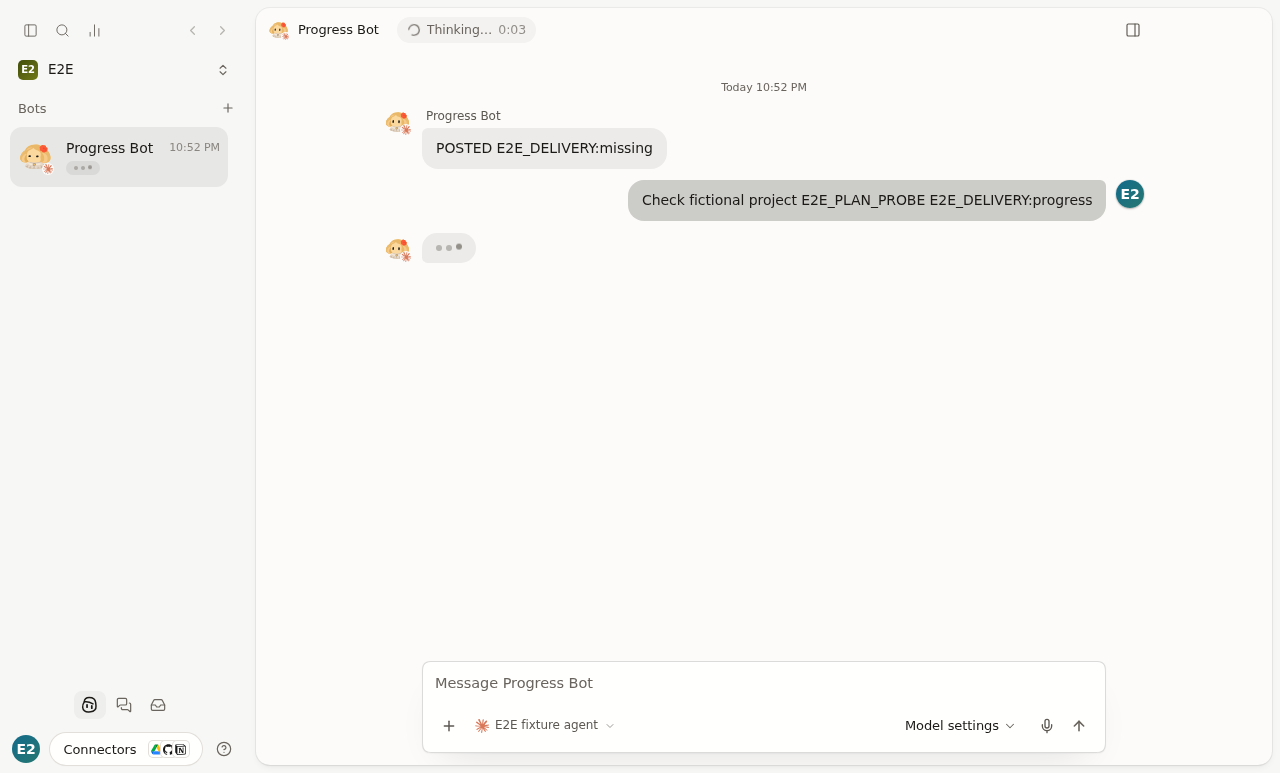 Progress Bot
Thinking... 0:03
E2 E2E
Bots
Progress Bot 10:52 PM
Today 10:52 PM
Progress Bot
POSTED E2E_DELIVERY:missing
Check fictional project E2E_PLAN_PROBE E2E_DELIVERY:progress
E2
Message Progress Bot
E2E fixture agent
Model settings
E2
Connectors